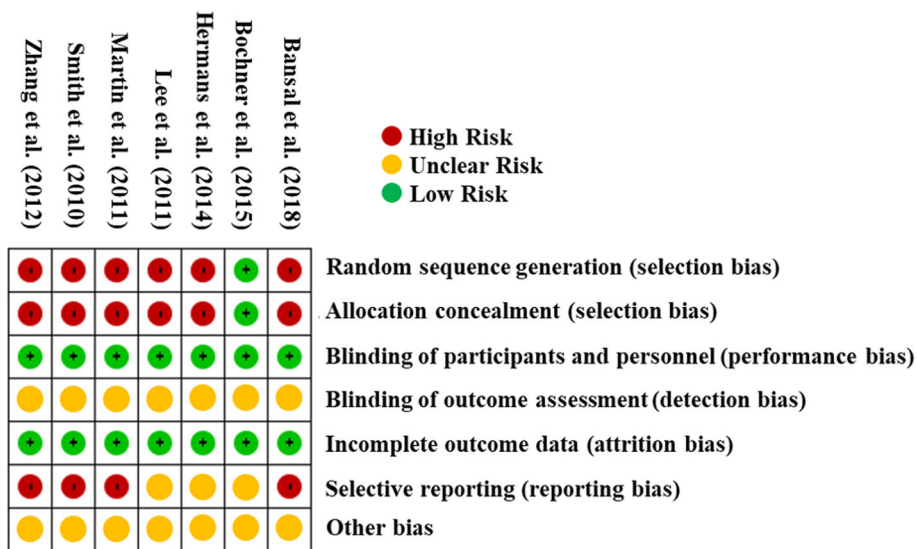 Zhang et al. (2012)
Smith et al. (2010)
Martin et al. (2011)
Lee et al. (2011)
Hermans et al. (2014)
Bochner et al. (2015)
Bansal et al. (2018)
High Risk
Unclear Risk
Low Risk
- - - - - + - Random sequence generation (selection bias)
- - - - - + - Allocation concealment (selection bias)
+ + + + + + + Blinding of participants and personnel (performance bias)
Blinding of outcome assessment (detection bias)
+ + + + + + + Incomplete outcome data (attrition bias)
- - - - Selective reporting (reporting bias)
Other bias